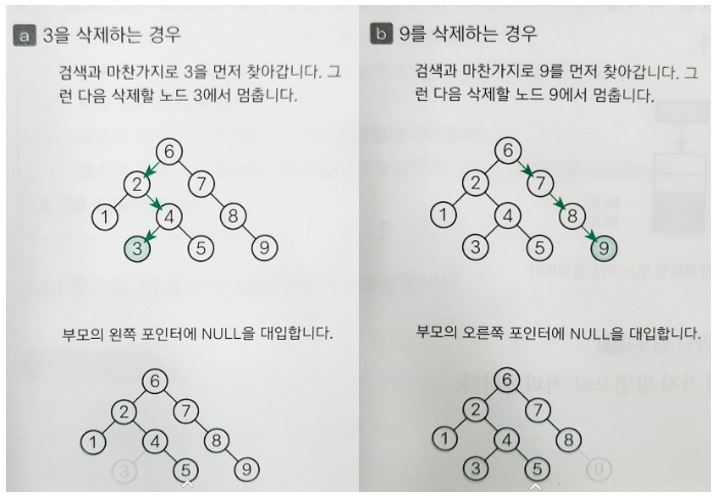 a 3을 삭제하는 경우
검색과 마찬가지로 3을 먼저 찾아갑니다. 그
런 다음 삭제할 노드 3에서 멈춥니다.
6
2 7
1 4 8
3 5 9
부모의 왼쪽 포인터에 NULL을 대입합니다.
6
2 7
1 4 8
3 5 9
b 9를 삭제하는 경우
검색과 마찬가지로 9를 먼저 찾아갑니다. 그
런 다음 삭제할 노드 9에서 멈춥니다.
6
2 7
1 4 8
3 5 9
부모의 오른쪽 포인터에 NULL을 대입합니다.
6
2 7
1 4 8
3 5 9